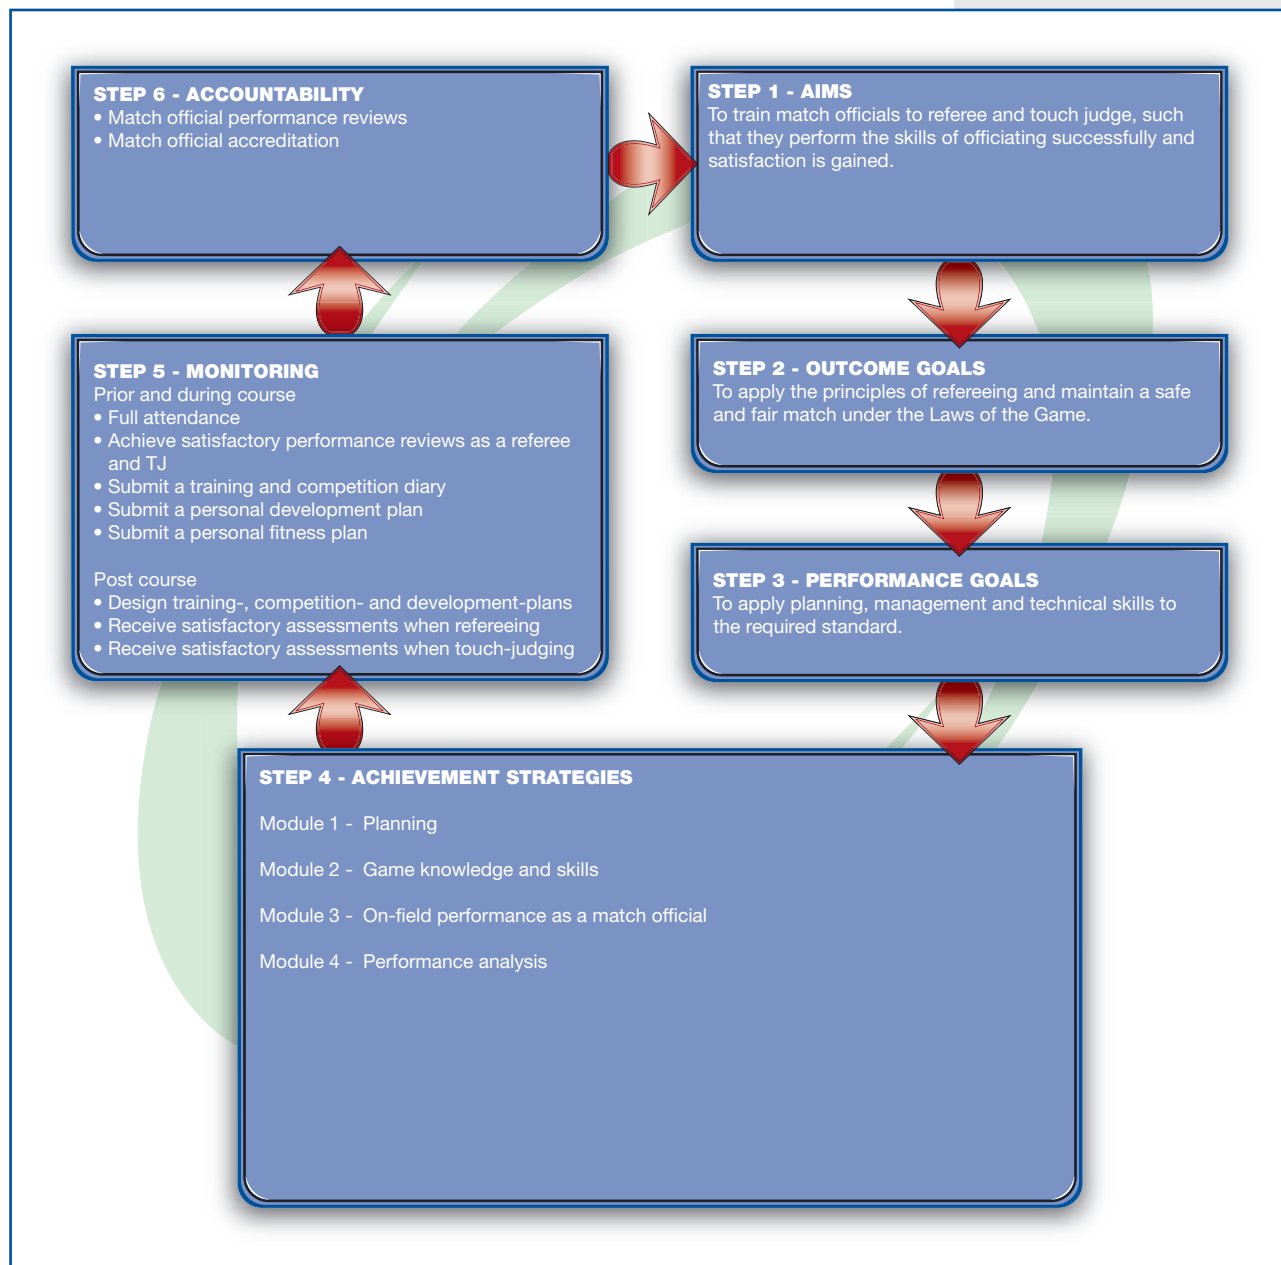 STEP 6 - ACCOUNTABILITY
• Match official performance reviews
• Match official accreditation
STEP 1 - AIMS
To train match officials to referee and touch judge, such
that they perform the skills of officiating successfully and
satisfaction is gained.
STEP 2 - OUTCOME GOALS
To apply the principles of refereeing and maintain a safe
and fair match under the Laws of the Game.
STEP 3 - PERFORMANCE GOALS
To apply planning, management and technical skills to
the required standard.
STEP 4 - ACHIEVEMENT STRATEGIES
Module 1 - Planning
Module 2 - Game knowledge and skills
Module 3 - On-field performance as a match official
Module 4 - Performance analysis
STEP 5 - MONITORING
Prior and during course
• Full attendance
• Achieve satisfactory performance reviews as a referee
and TJ
• Submit a training and competition diary
• Submit a personal development plan
• Submit a personal fitness plan
Post course
• Design training-, competition- and development-plans
• Receive satisfactory assessments when refereeing
• Receive satisfactory assessments when touch-judging